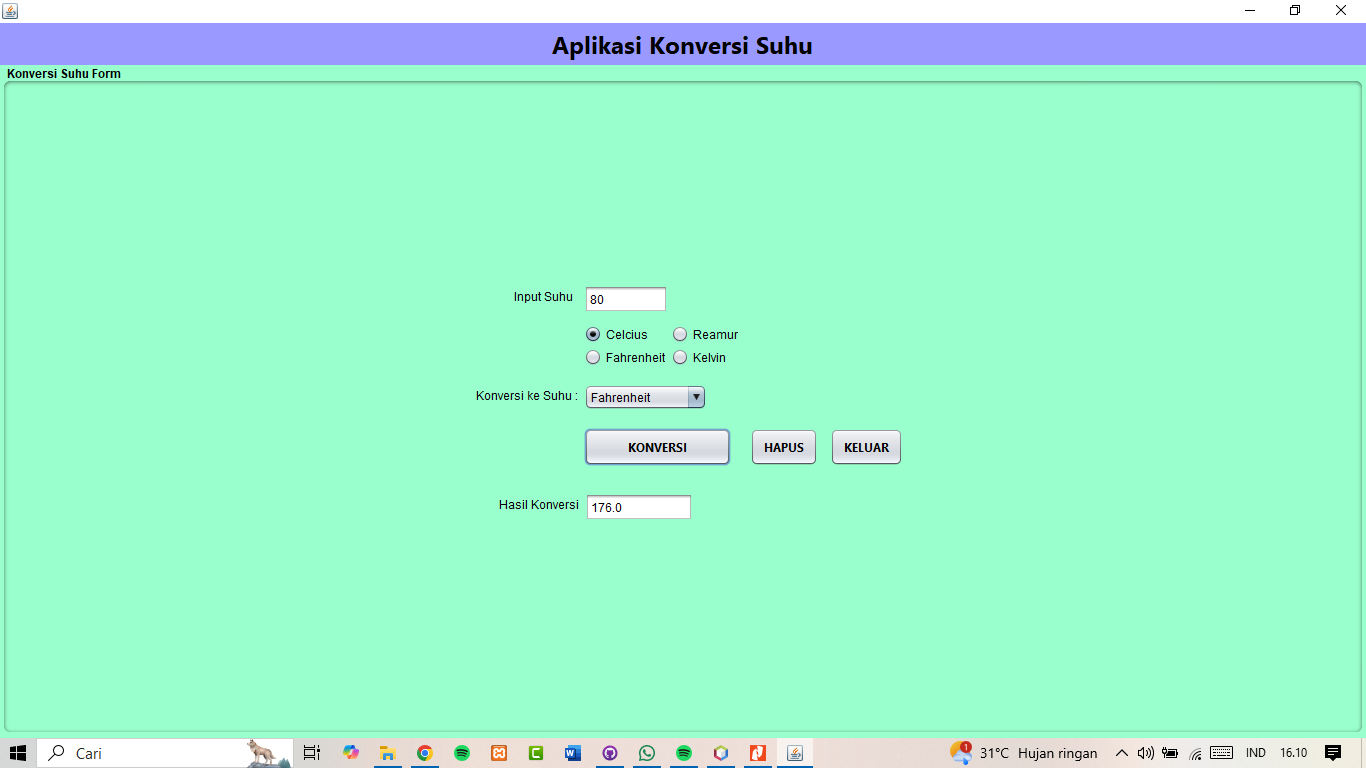 Aplikasi Konversi Suhu
Konversi Suhu Form
Input Suhu 80
Celcius Reamur
Fahrenheit Kelvin
Konversi ke Suhu : Fahrenheit
KONVERSI HAPUS KELUAR
Hasil Konversi 176.0
Cari 1 31°C Hujan ringan IND 16.10